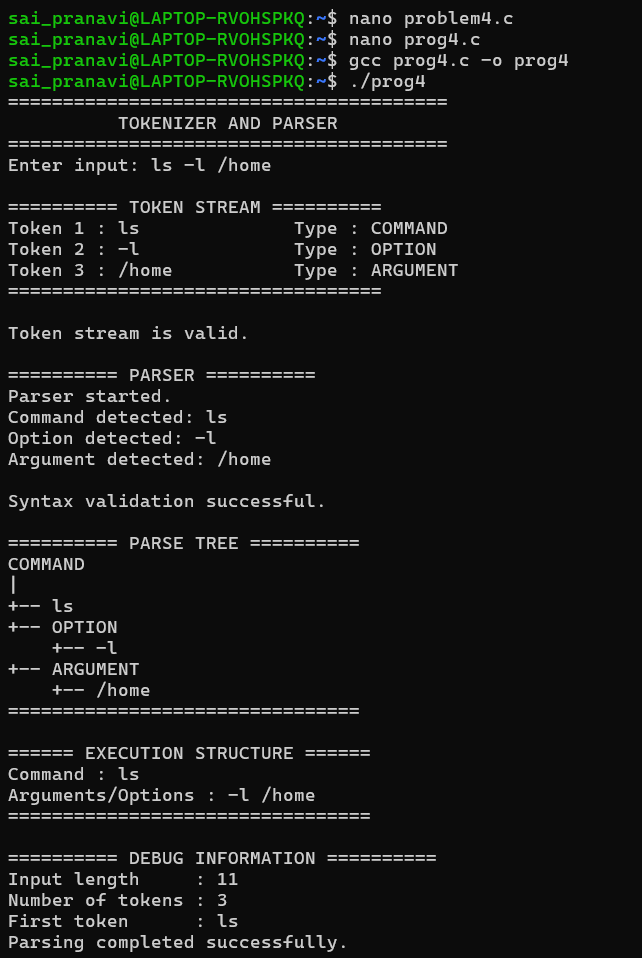 sai_pranavi@LAPTOP-RVOHSPKQ:~$ nano problem4.c
sai_pranavi@LAPTOP-RVOHSPKQ:~$ nano prog4.c
sai_pranavi@LAPTOP-RVOHSPKQ:~$ gcc prog4.c -o prog4
sai_pranavi@LAPTOP-RVOHSPKQ:~$ ./prog4
========================================
          TOKENIZER AND PARSER
========================================
Enter input: ls -l /home

========== TOKEN STREAM ==========
Token 1 : ls              Type : COMMAND
Token 2 : -l              Type : OPTION
Token 3 : /home           Type : ARGUMENT
==================================

Token stream is valid.

========== PARSER ==========
Parser started.
Command detected: ls
Option detected: -l
Argument detected: /home

Syntax validation successful.

========== PARSE TREE ==========
COMMAND
|
+-- ls
+-- OPTION
    +-- -l
+-- ARGUMENT
    +-- /home
================================

====== EXECUTION STRUCTURE ======
Command : ls
Arguments/Options : -l /home
=================================

========== DEBUG INFORMATION ==========
Input length     : 11
Number of tokens : 3
First token      : ls
Parsing completed successfully.